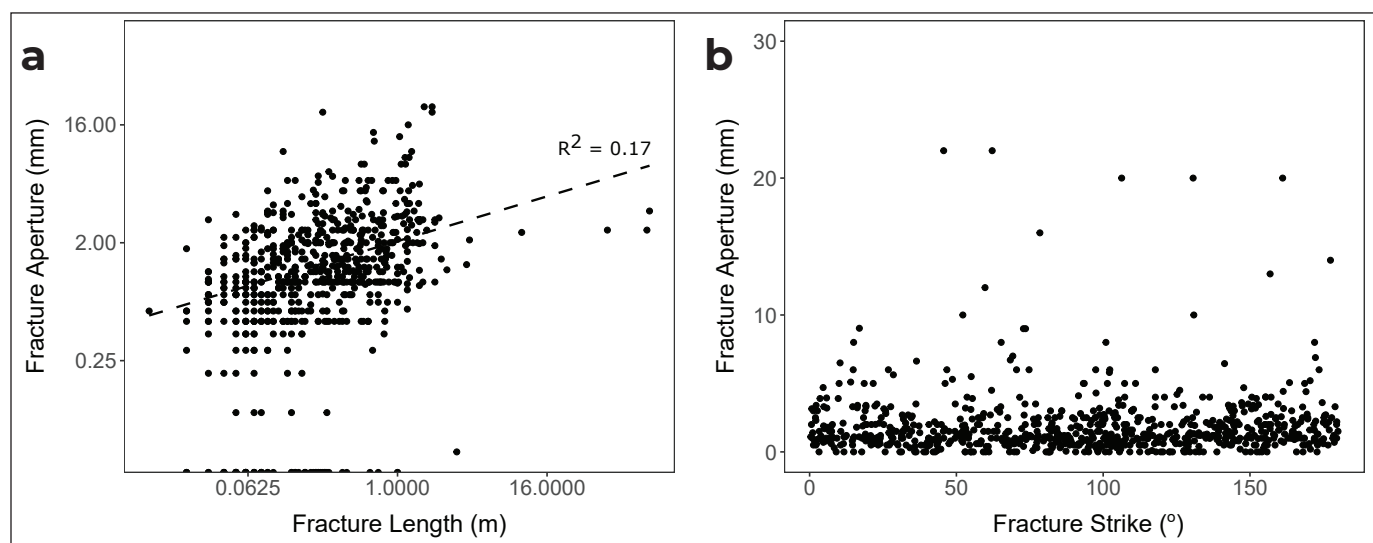 a
Fracture Aperture (mm)
16.00
2.00
0.25
R² = 0.17
0.0625
1.0000
16.0000
Fracture Length (m)
b
Fracture Aperture (mm)
30
20
10
0
0
50
100
150
Fracture Strike (°)